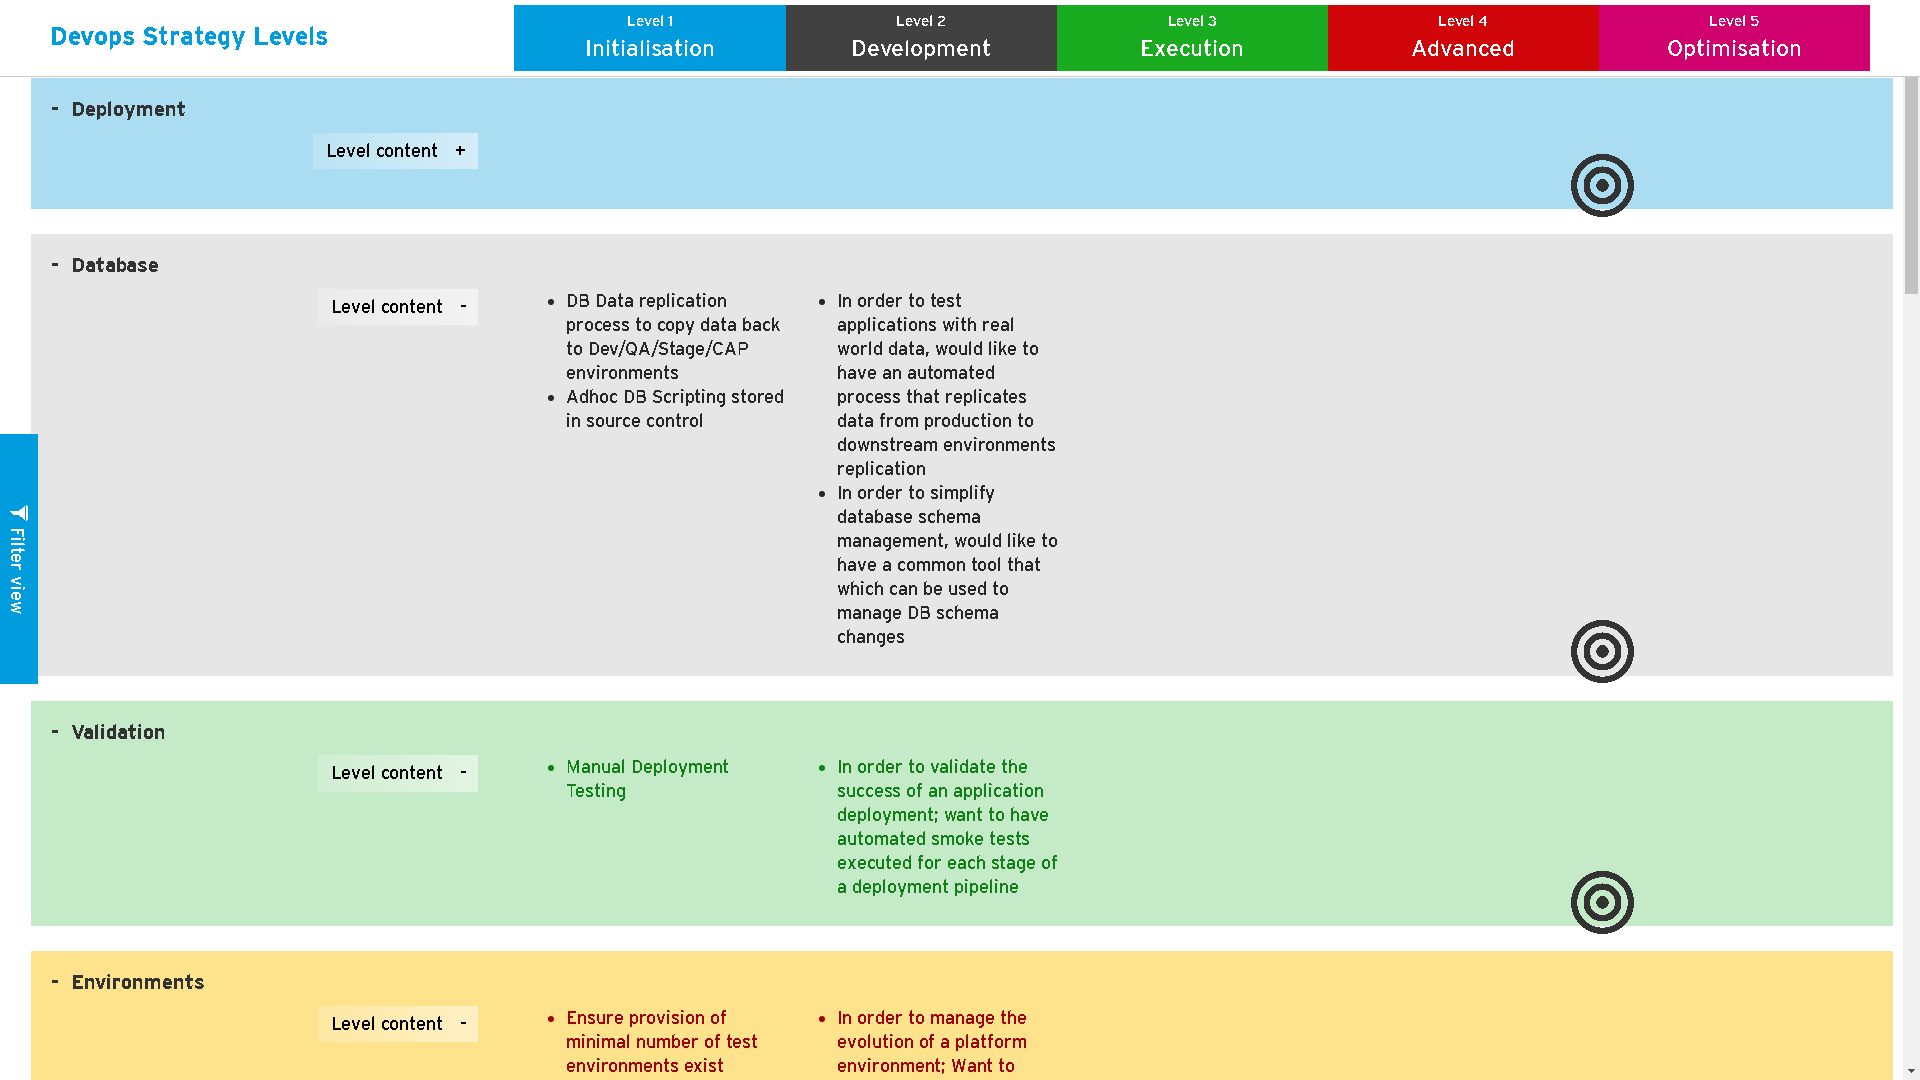 Devops Strategy Levels
Level 1
Initialisation
Level 2
Development
Level 3
Execution
Level 4
Advanced
Level 5
Optimisation
- Deployment
Level content +
- Database
Level content -
• DB Data replication
process to copy data back
to Dev/QA/Stage/CAP
environments
• Adhoc DB Scripting stored
in source control
• In order to test
applications with real
world data, would like to
have an automated
process that replicates
data from production to
downstream environments
replication
• In order to simplify
database schema
management, would like to
have a common tool that
which can be used to
manage DB schema
changes
Filter view
- Validation
Level content -
• Manual Deployment
Testing
• In order to validate the
success of an application
deployment; want to have
automated smoke tests
executed for each stage of
a deployment pipeline
- Environments
Level content -
• Ensure provision of
minimal number of test
environments exist
• In order to manage the
evolution of a platform
environment; Want to